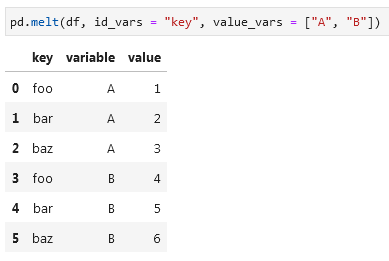 pd.melt(df, id_vars = "key", value_vars = ["A", "B"])
key variable value
0 foo A 1
1 bar A 2
2 baz A 3
3 foo B 4
4 bar B 5
5 baz B 6